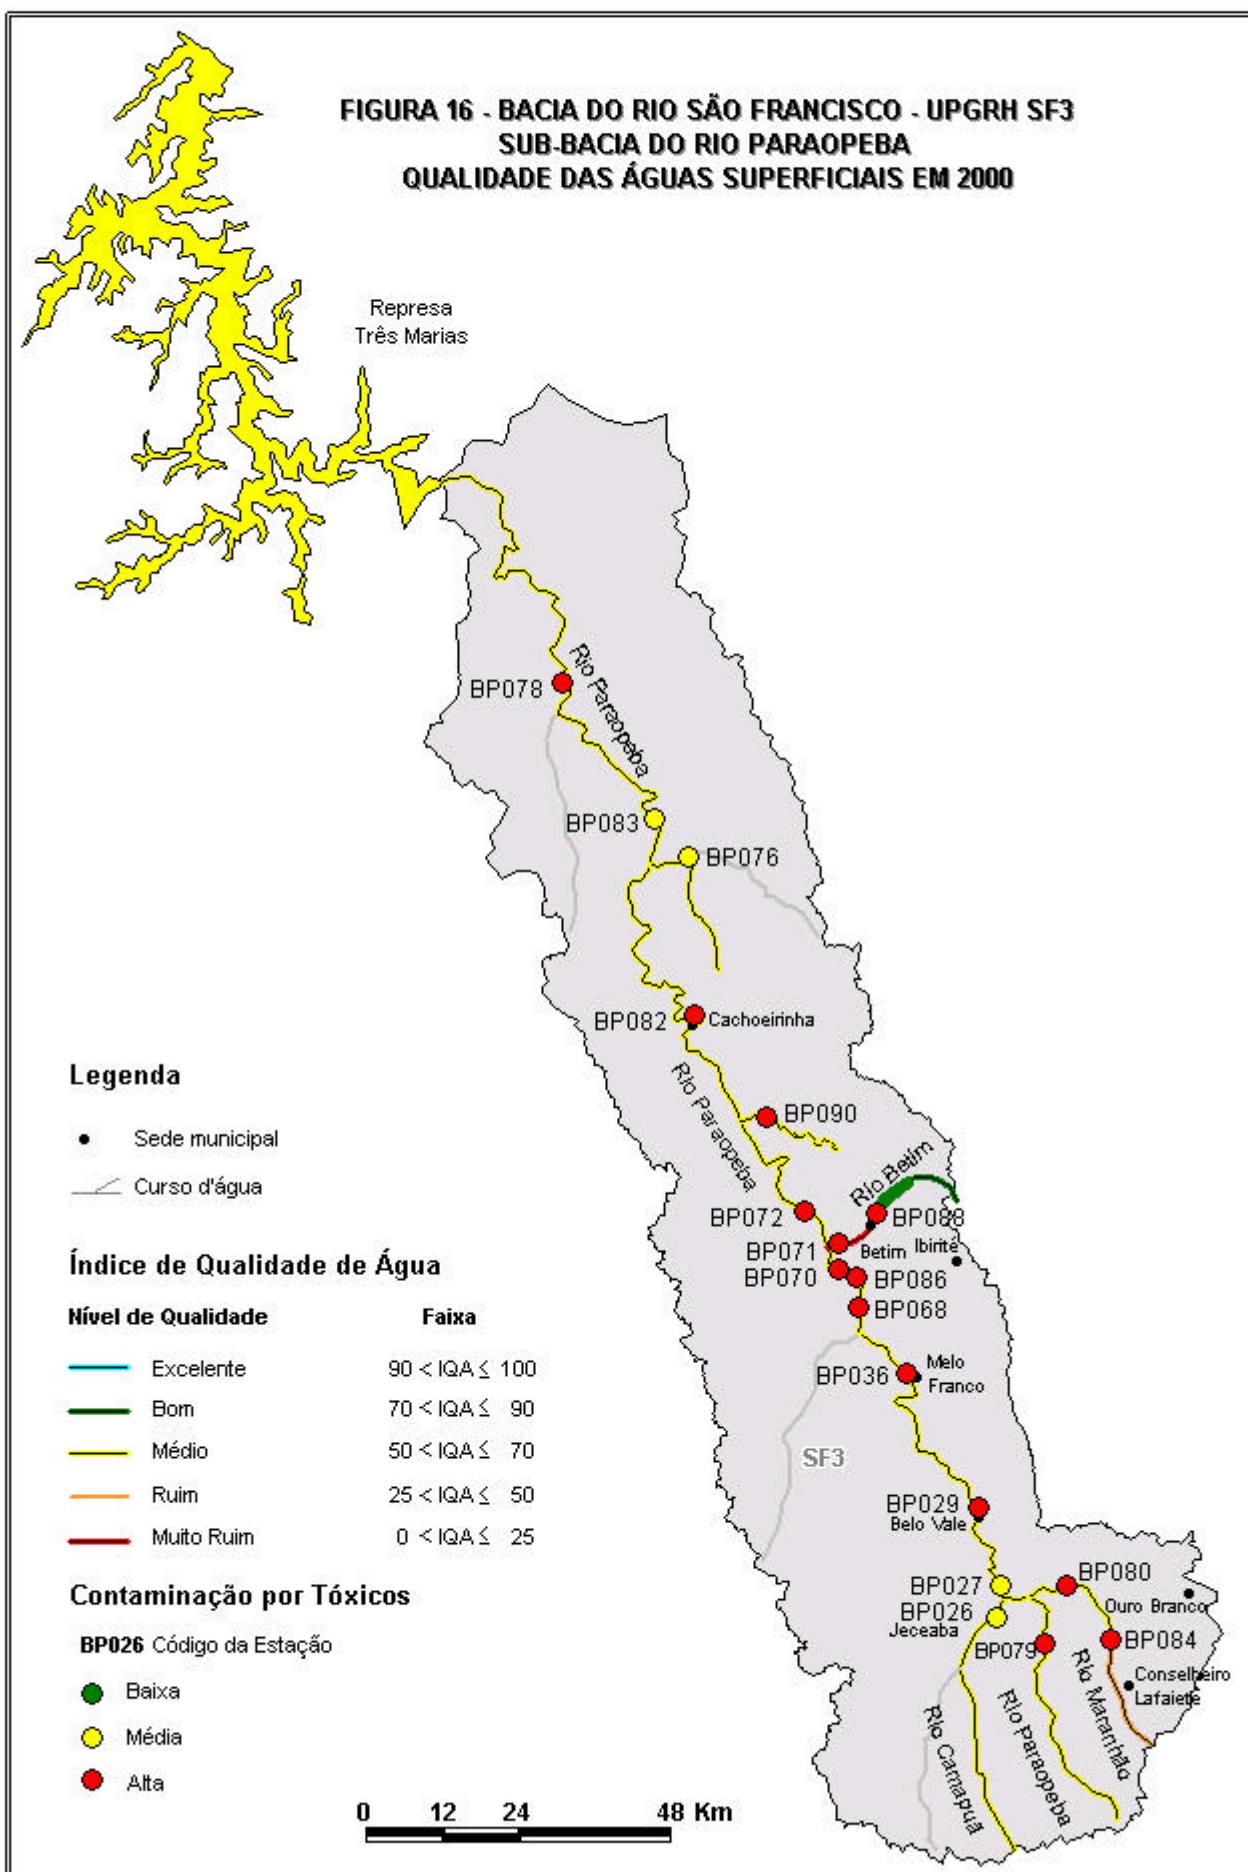 FIGURA 16 - BACIA DO RIO SÃO FRANCISCO - UPGRH SF3
SUB-BACIA DO RIO PARAOPEBA
QUALIDADE DAS ÁGUAS SUPERFICIAIS EM 2000
Represa
Três Marias
Rio Paraopeba
BP078
BP083
BP076
BP082
Cachoeirinha
Rio Paraopeba
BP090
Rio Betim
BP072
BP088
BP071
Betim
Ibirité
BP070
BP086
BP068
BP036
Melo
Franco
SF3
BP029
Belo Vale
BP027
BP080
BP026
Ouro Branco
Jeceaba
BP079
BP084
Conselheiro
Lafaiete
Rio Maranhão
Rio Paraopeba
Rio Camapuã
Legenda
Sede municipal
Curso d'água
Índice de Qualidade de Água
Nível de Qualidade Faixa
Excelente 90 < IQA ≤ 100
Bom 70 < IQA ≤ 90
Médio 50 < IQA ≤ 70
Ruim 25 < IQA ≤ 50
Muito Ruim 0 < IQA ≤ 25
Contaminação por Tóxicos
BP026 Código da Estação
Baixa
Média
Alta
0 12 24 48 Km